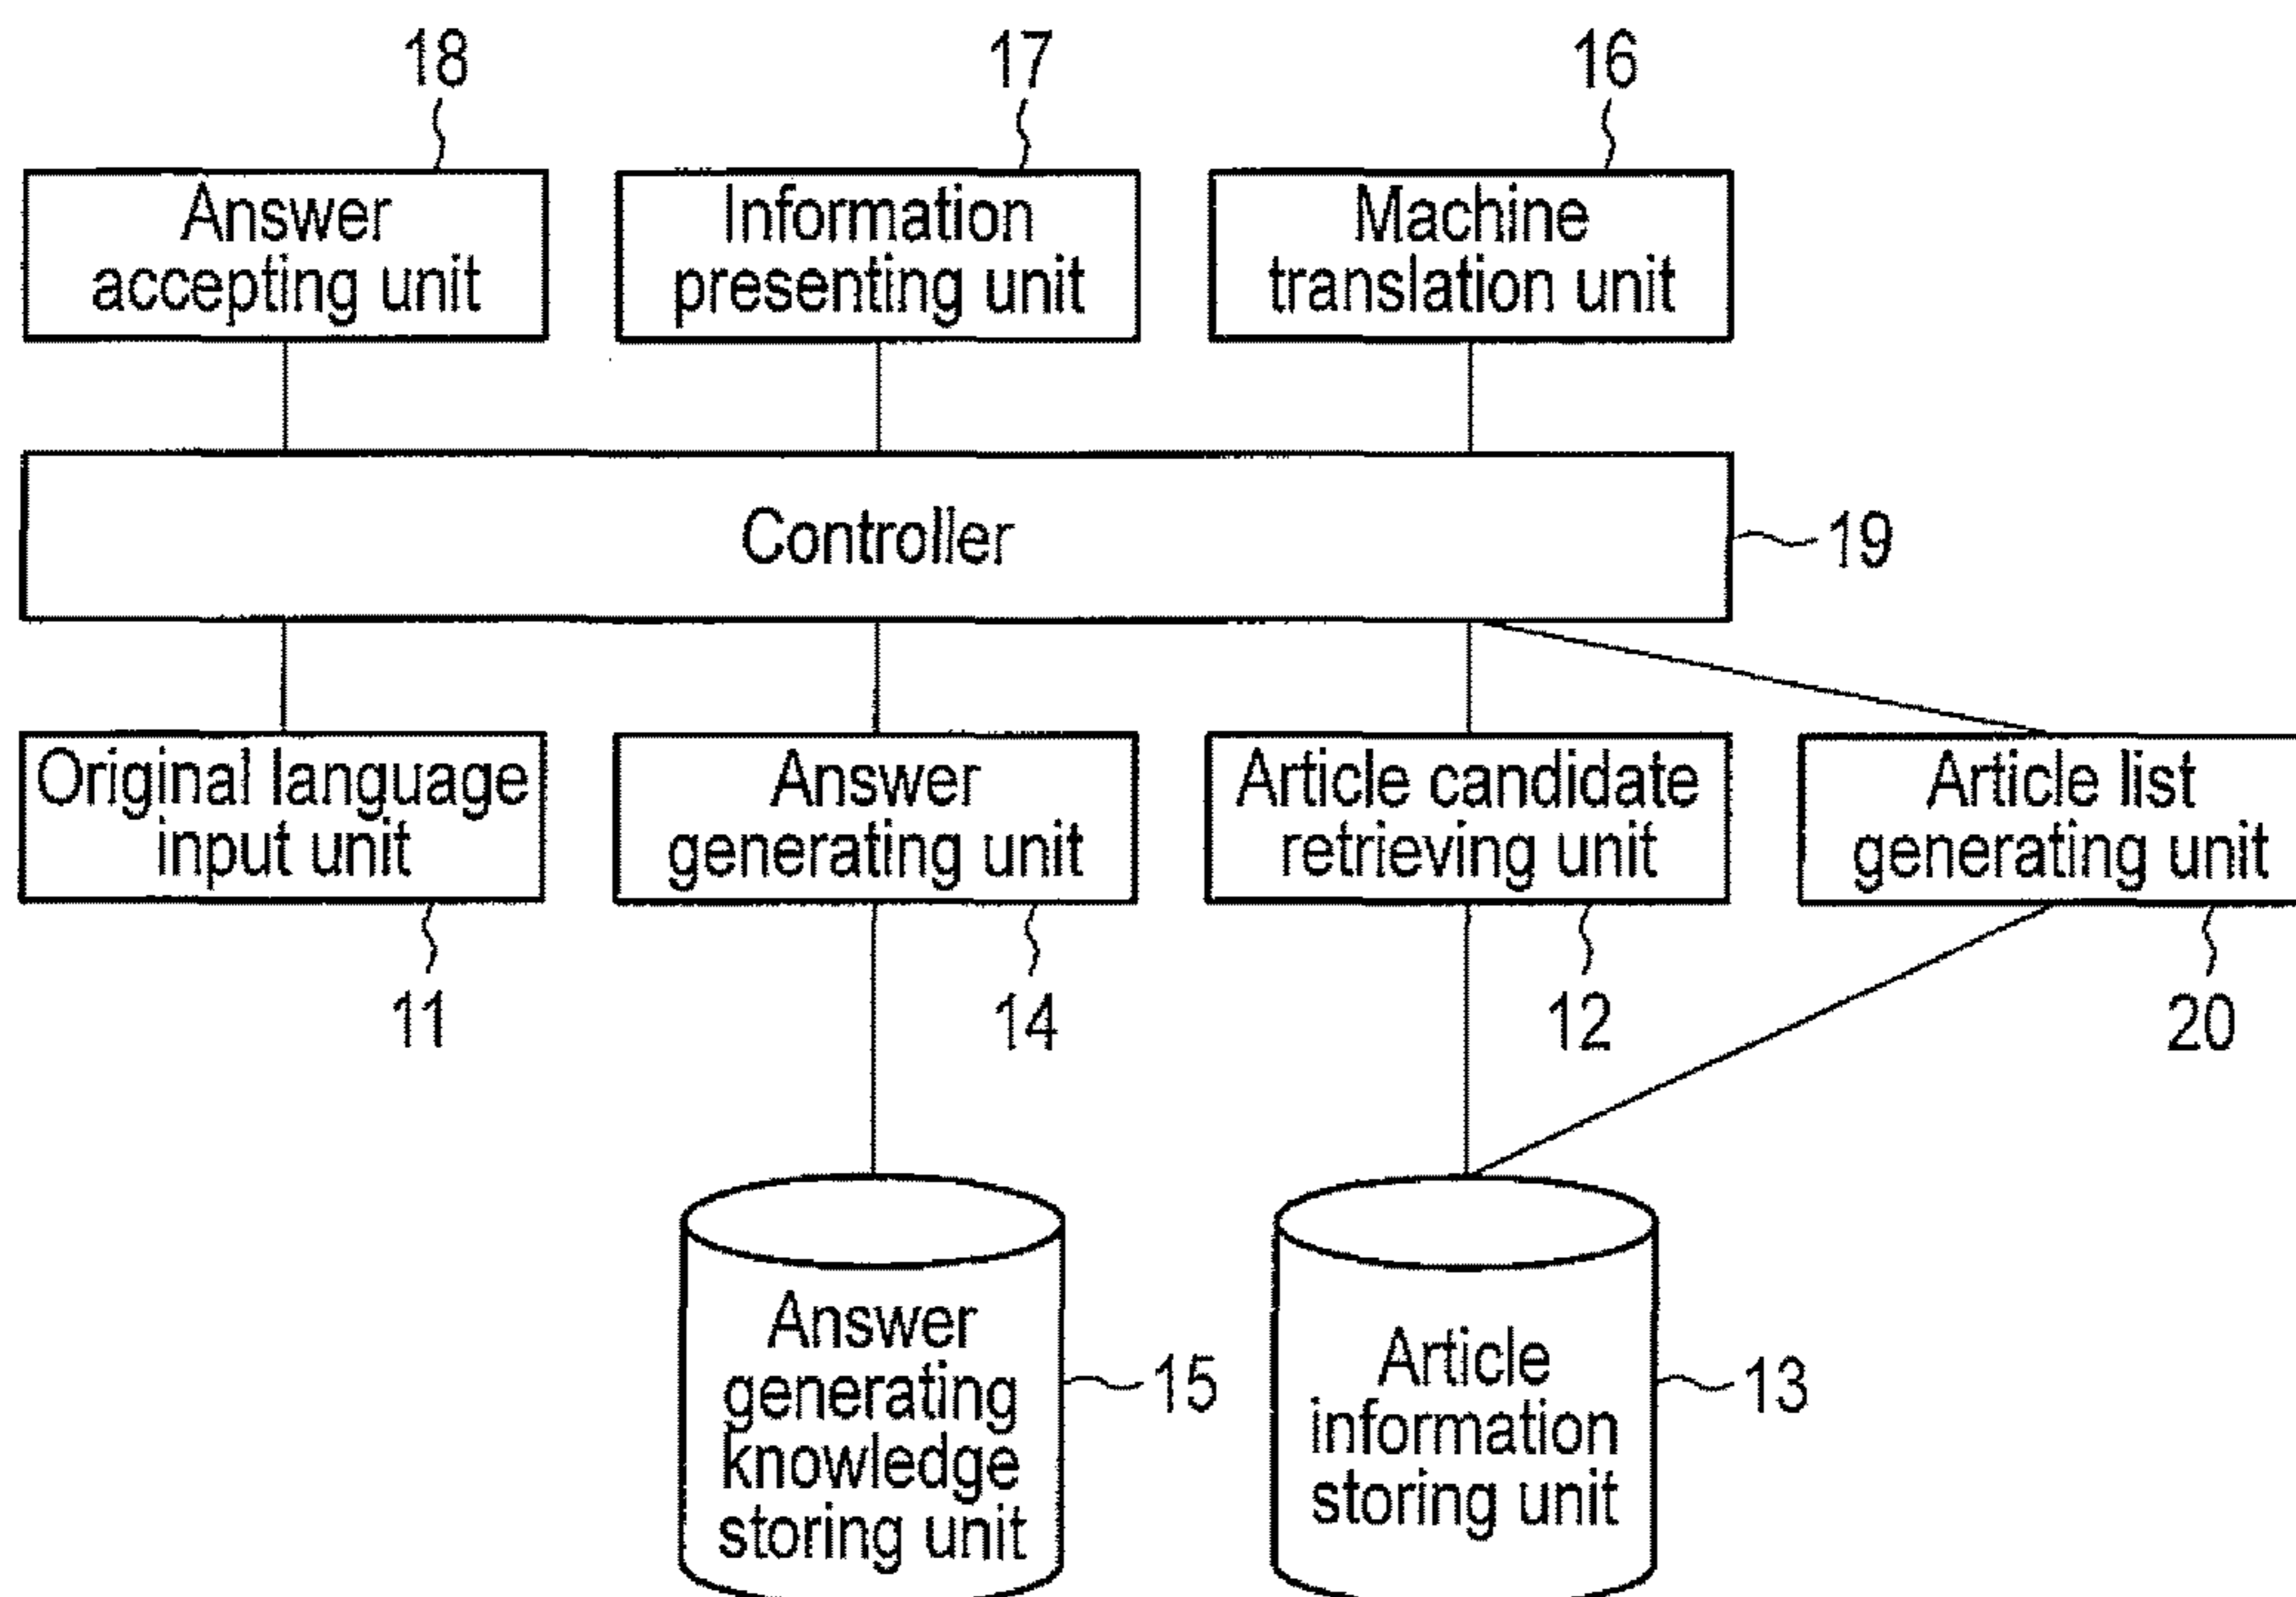 18
17
16
Answer
accepting unit
Information
presenting unit
Machine
translation unit
Controller
19
Original language
input unit
Answer
generating unit
Article candidate
retrieving unit
Article list
generating unit
11
14
12
20
Answer
generating
knowledge
storing unit
15
Article
information
storing unit
13